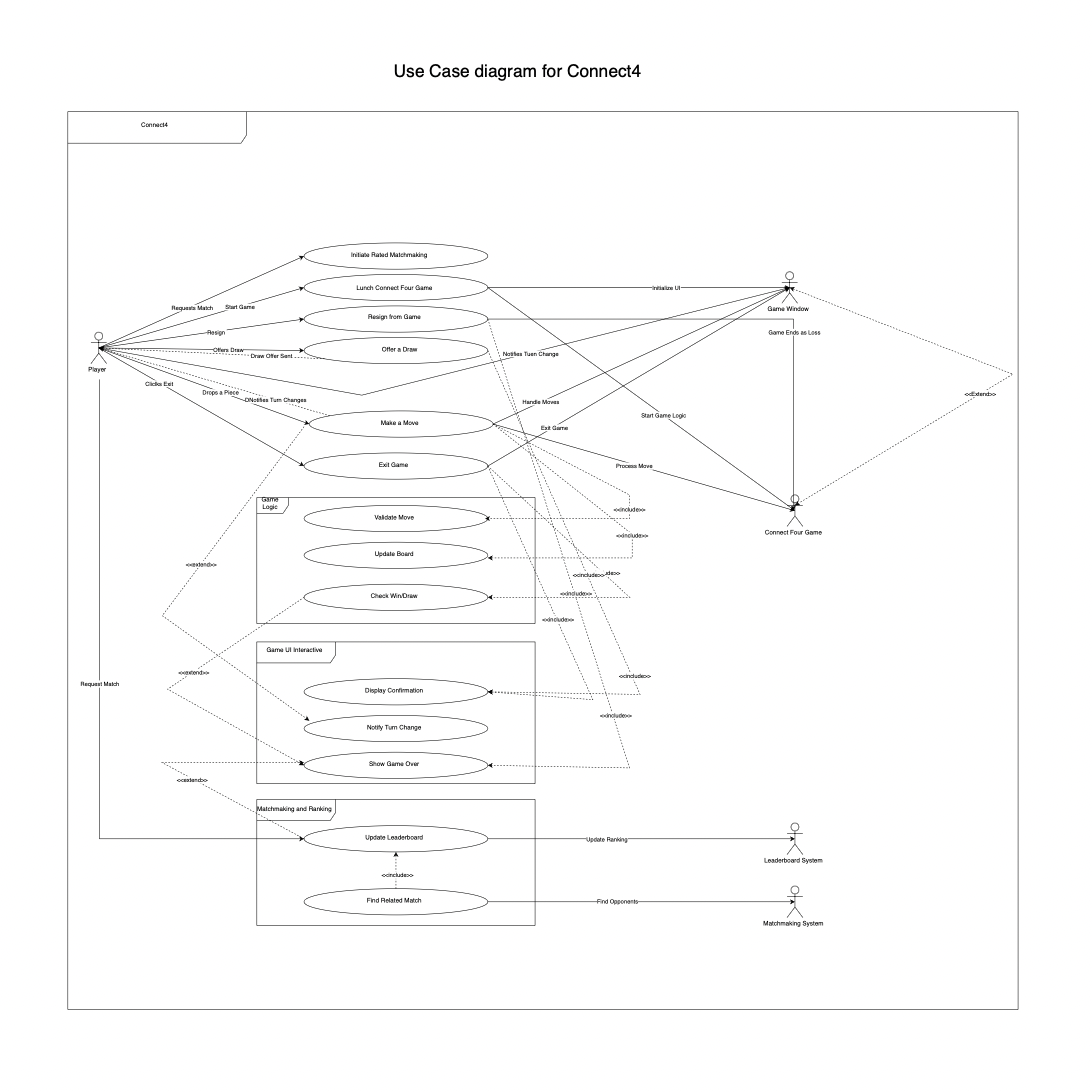 Use Case diagram for Connect4
Connect4
Initiate Rated Matchmaking
Lunch Connect Four Game
Initialize UI
Game Window
Requests Match
Start Game
Resign from Game
Resign
Game Ends as Loss
Player
Offers Draw
Draw Offer Sent
Offer a Draw
Notifies Tuen Change
Clicks Exit
Drops a Piece
DNotifies Turn Changes
Handle Moves
<<Extend>>
Make a Move
Exit Game
Start Game Logic
Exit Game
Process Move
Game
Logic
Validate Move
<<include>>
Connect Four Game
<<include>>
Update Board
<<extend>>
<<include>>
de>>
Check Win/Draw
<<include>>
<<include>>
Game UI Interactive
<<extend>>
<<include>>
Request Match
Display Confirmation
<<include>>
Notify Turn Change
Show Game Over
<<extend>>
Matchmaking and Ranking
Update Leaderboard
Update Ranking
Leaderboard System
<<include>>
Find Related Match
Find Opponents
Matchmaking System